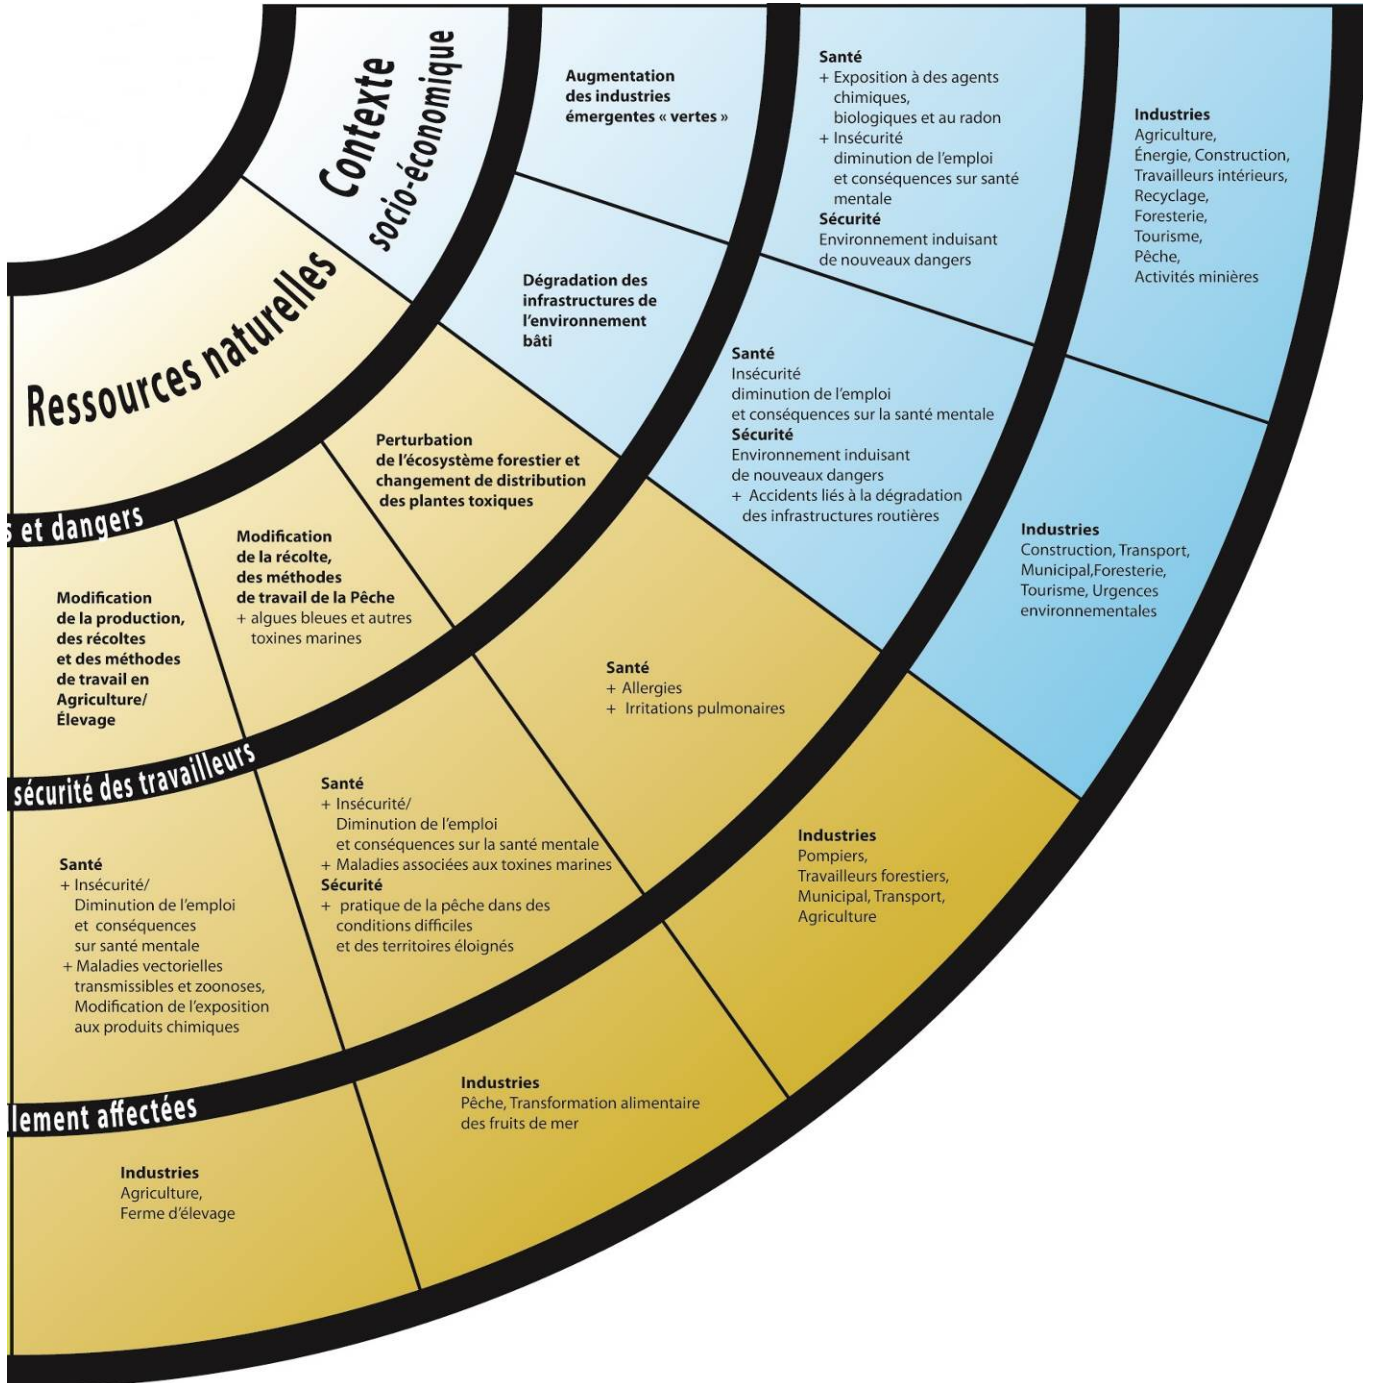 Contexte
socio-économique
Augmentation
des industries
émergentes « vertes »
Santé
+ Exposition à des agents
chimiques,
biologiques et au radon
+ Insécurité
diminution de l'emploi
et conséquences sur santé
mentale
Sécurité
Environnement induisant
de nouveaux dangers
Industries
Agriculture,
Énergie, Construction,
Travailleurs intérieurs,
Recyclage,
Foresterie,
Tourisme,
Pêche,
Activités minières
Dégradation des
infrastructures de
l'environnement
bâti
Santé
Insécurité
diminution de l'emploi
et conséquences sur la santé mentale
Sécurité
Environnement induisant
de nouveaux dangers
+ Accidents liés à la dégradation
des infrastructures routières
Industries
Construction, Transport,
Municipal,Foresterie,
Tourisme, Urgences
environnementales
Ressources naturelles
Perturbation
de l'écosystème forestier et
changement de distribution
des plantes toxiques
Santé
+ Allergies
+ Irritations pulmonaires
Industries
Pompiers,
Travailleurs forestiers,
Municipal, Transport,
Agriculture
s et dangers
Modification
de la récolte,
des méthodes
de travail de la Pêche
+ algues bleues et autres
toxines marines
Santé
+ Insécurité/
Diminution de l'emploi
et conséquences sur la santé mentale
+ Maladies associées aux toxines marines
Sécurité
+ pratique de la pêche dans des
conditions difficiles
et des territoires éloignés
Industries
Pêche, Transformation alimentaire
des fruits de mer
Modification
de la production,
des récoltes
et des méthodes
de travail en
Agriculture/
Élevage
sécurité des travailleurs
Santé
+ Insécurité/
Diminution de l'emploi
et conséquences
sur santé mentale
+ Maladies vectorielles
transmissibles et zoonoses,
Modification de l'exposition
aux produits chimiques
llement affectées
Industries
Agriculture,
Ferme d'élevage